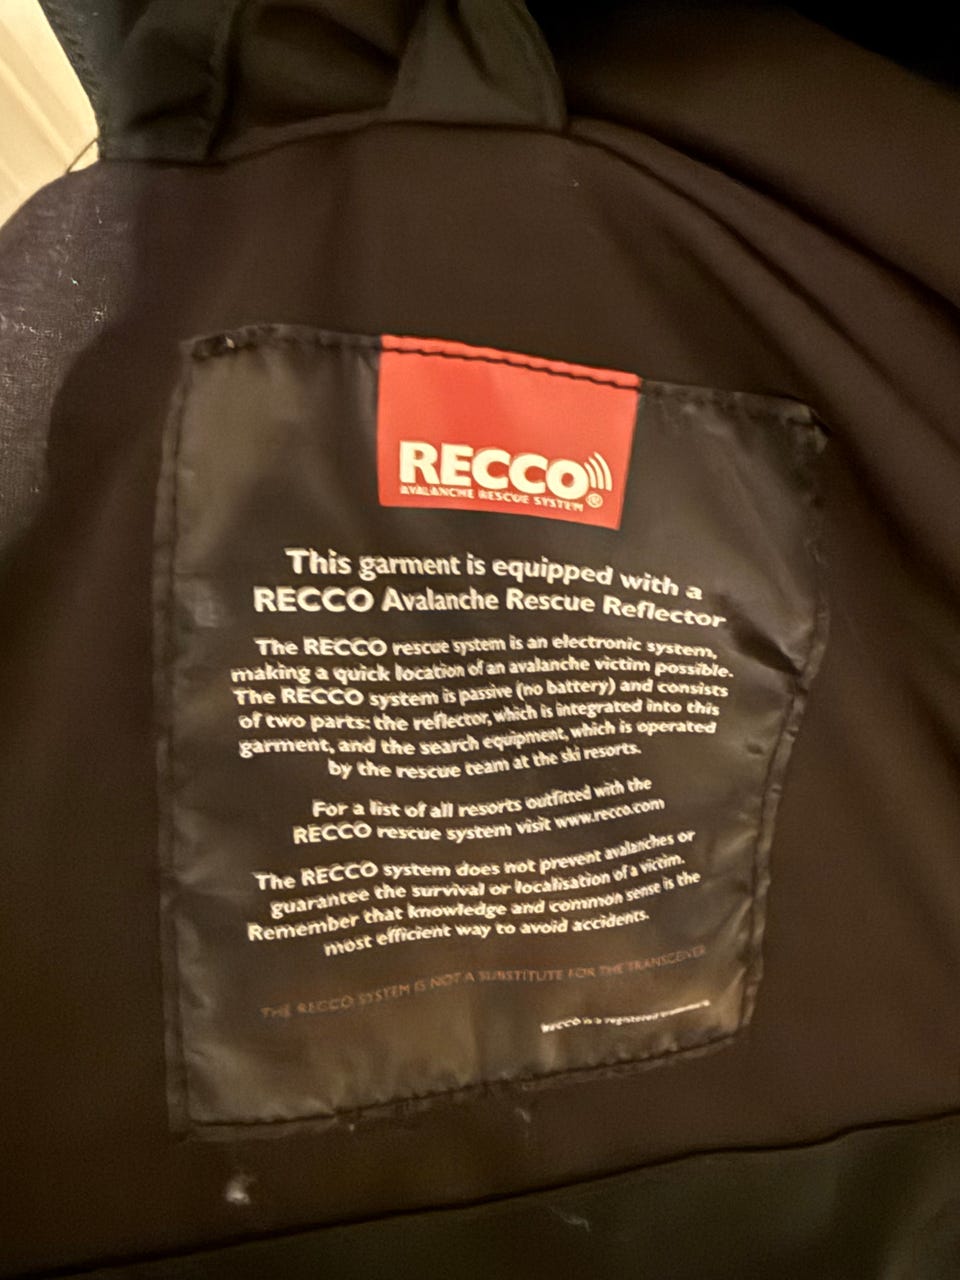 RECCO®
AVALANCHE RESCUE SYSTEM
This garment is equipped with a
RECCO Avalanche Rescue Reflector
The RECCO rescue system is an electronic system,
making a quick location of an avalanche victim possible.
The RECCO system is passive (no battery) and consists
of two parts: the reflector, which is integrated into this
garment, and the search equipment, which is operated
by the rescue team at the ski resorts.
For a list of all resorts outfitted with the
RECCO rescue system visit www.recco.com
The RECCO system does not prevent avalanches or
guarantee the survival or localisation of a victim.
Remember that knowledge and common sense is the
most efficient way to avoid accidents.
THE RECCO SYSTEM IS NOT A SUBSTITUTE FOR THE TRANSCEIVER
RECCO is a registered trademark